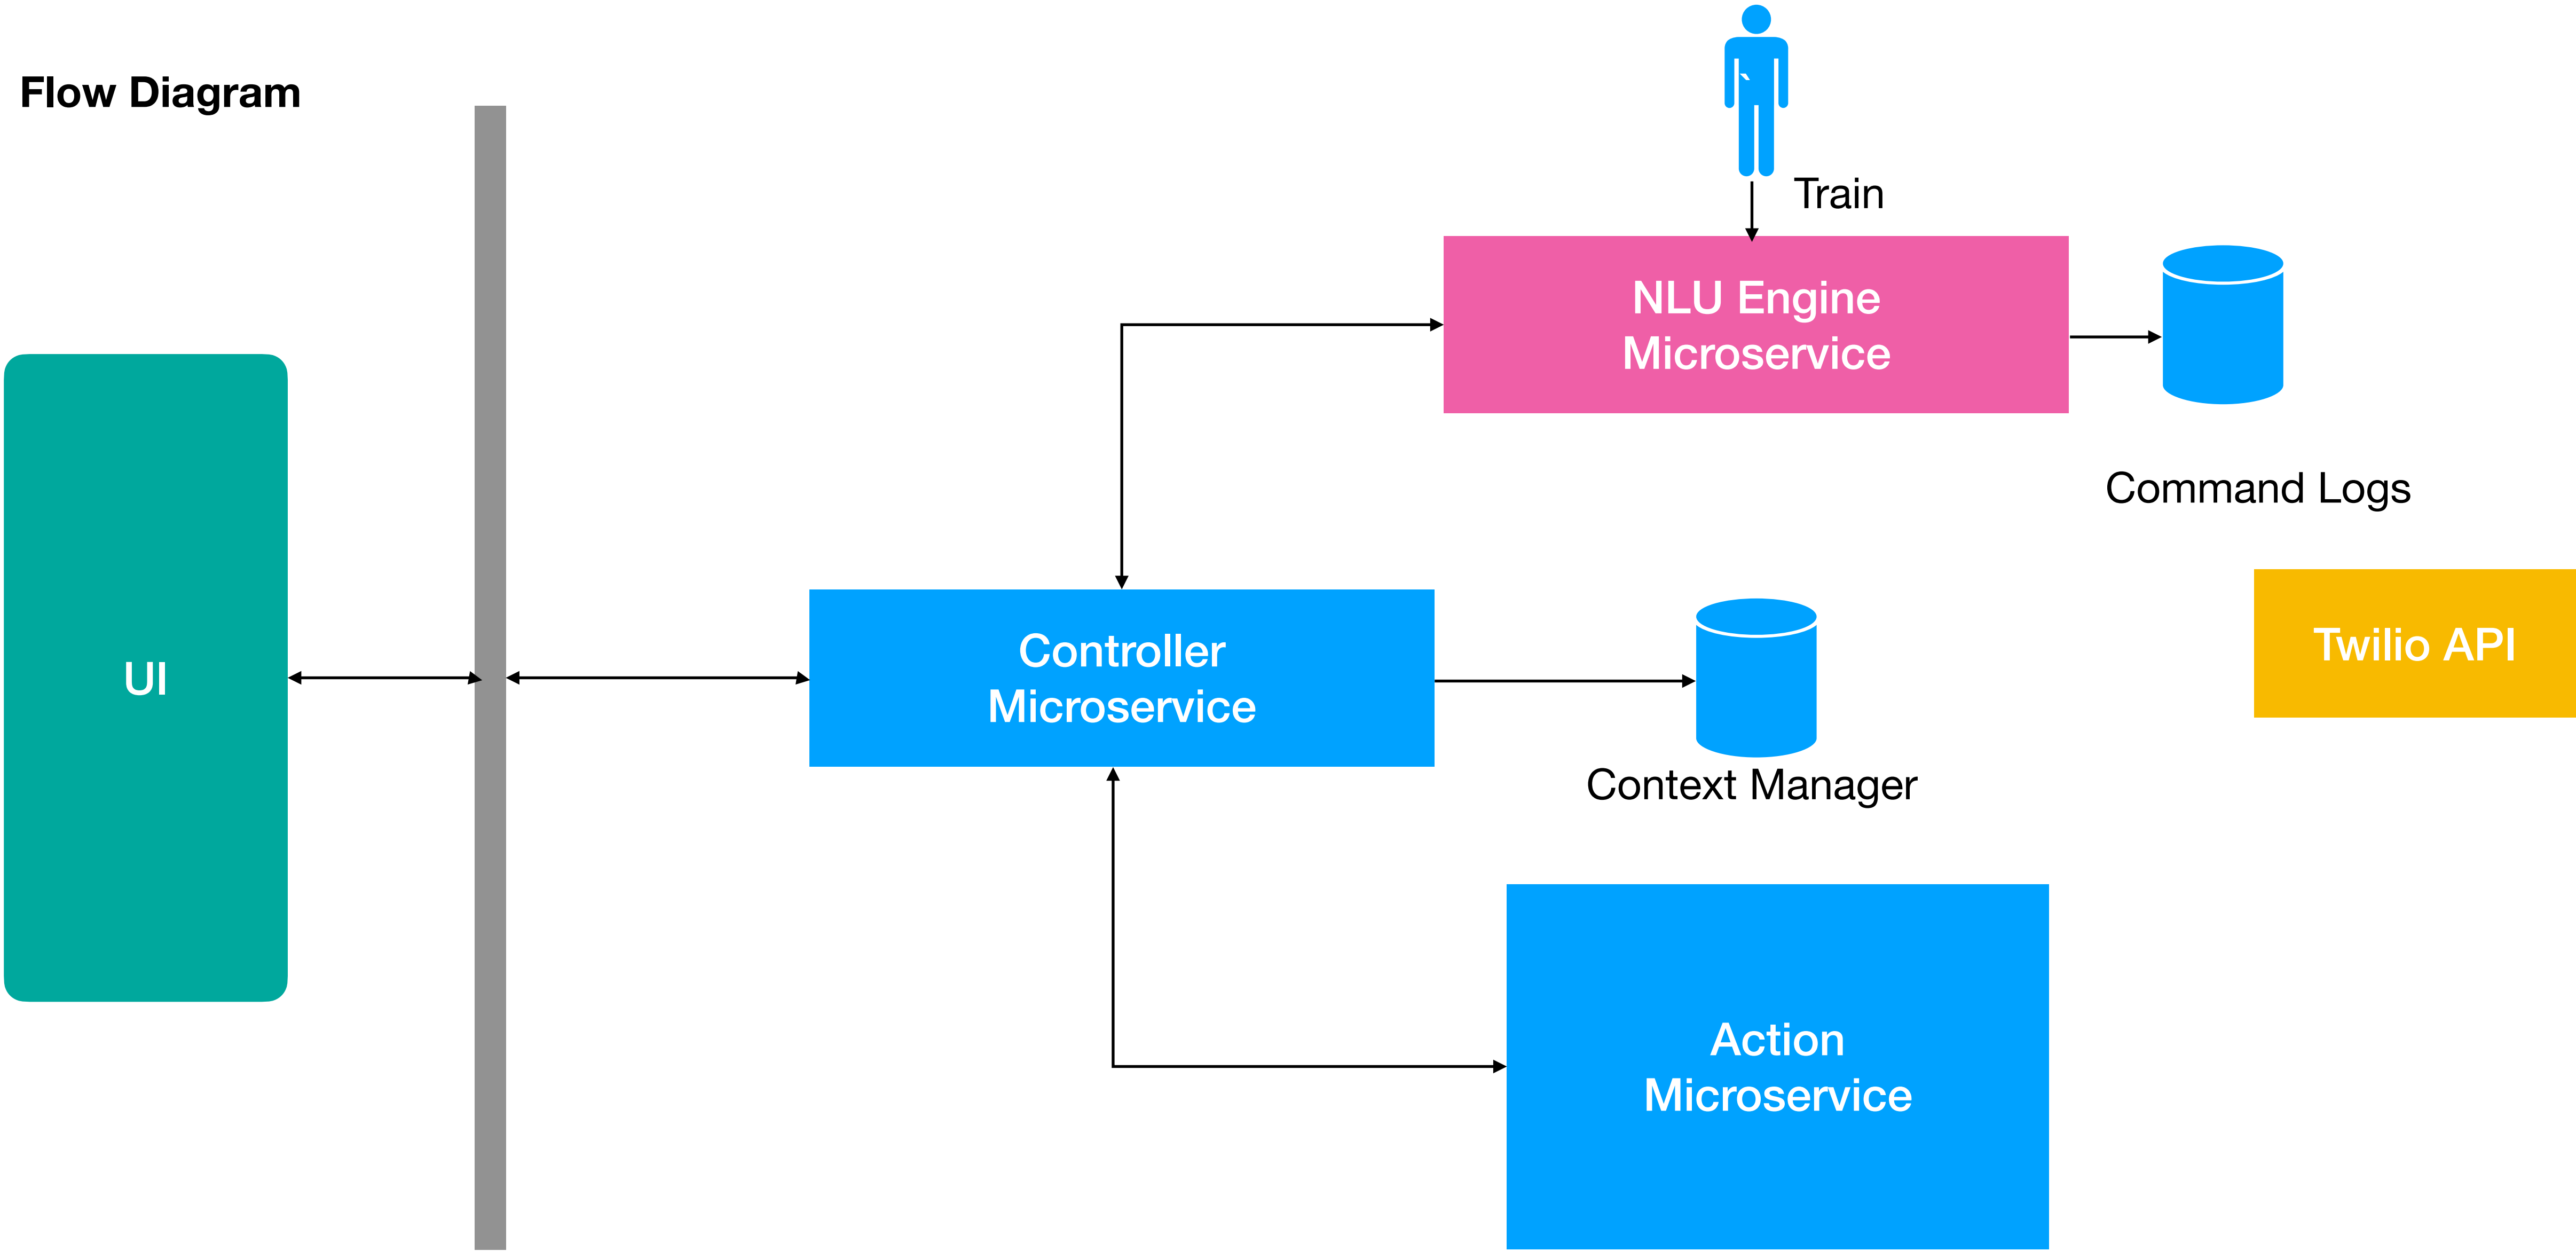 Flow Diagram
`
Train
NLU Engine
Microservice
Command Logs
UI
Controller
Microservice
Twilio API
Context Manager
Action
Microservice